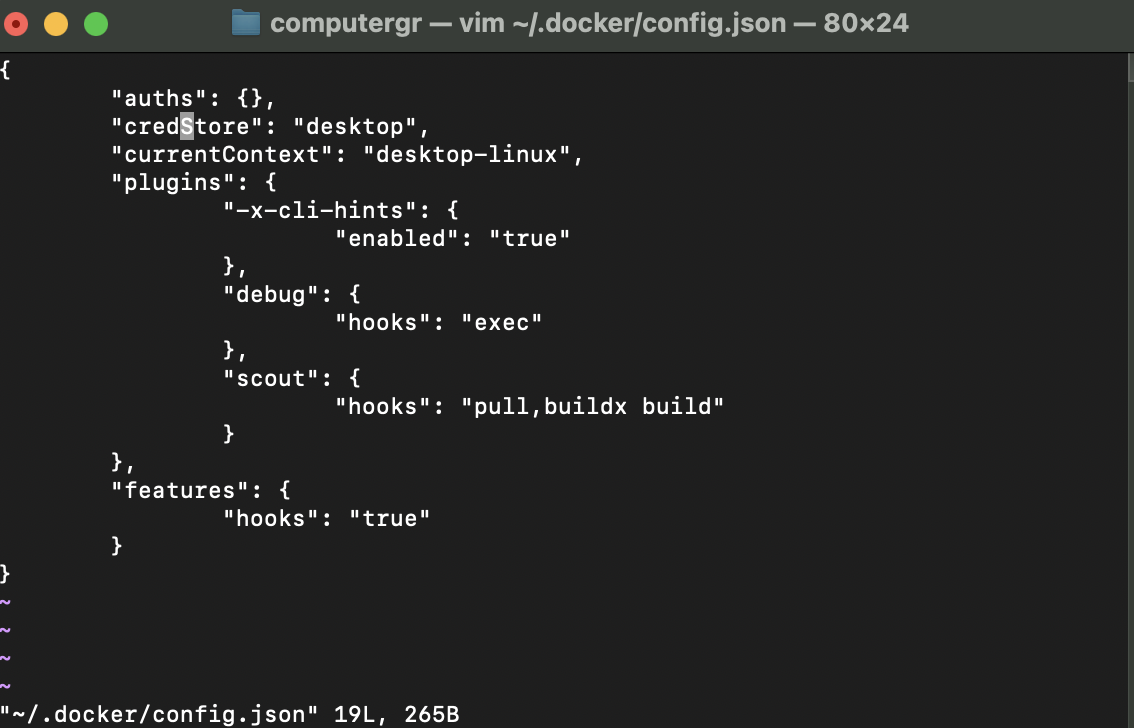 computergr — vim ~/.docker/config.json — 80×24
{
        "auths": {},
        "credStore": "desktop",
        "currentContext": "desktop-linux",
        "plugins": {
                "-x-cli-hints": {
                        "enabled": "true"
                },
                "debug": {
                        "hooks": "exec"
                },
                "scout": {
                        "hooks": "pull,buildx build"
                }
        },
        "features": {
                "hooks": "true"
        }
}
~
~
~
~
"~/.docker/config.json" 19L, 265B